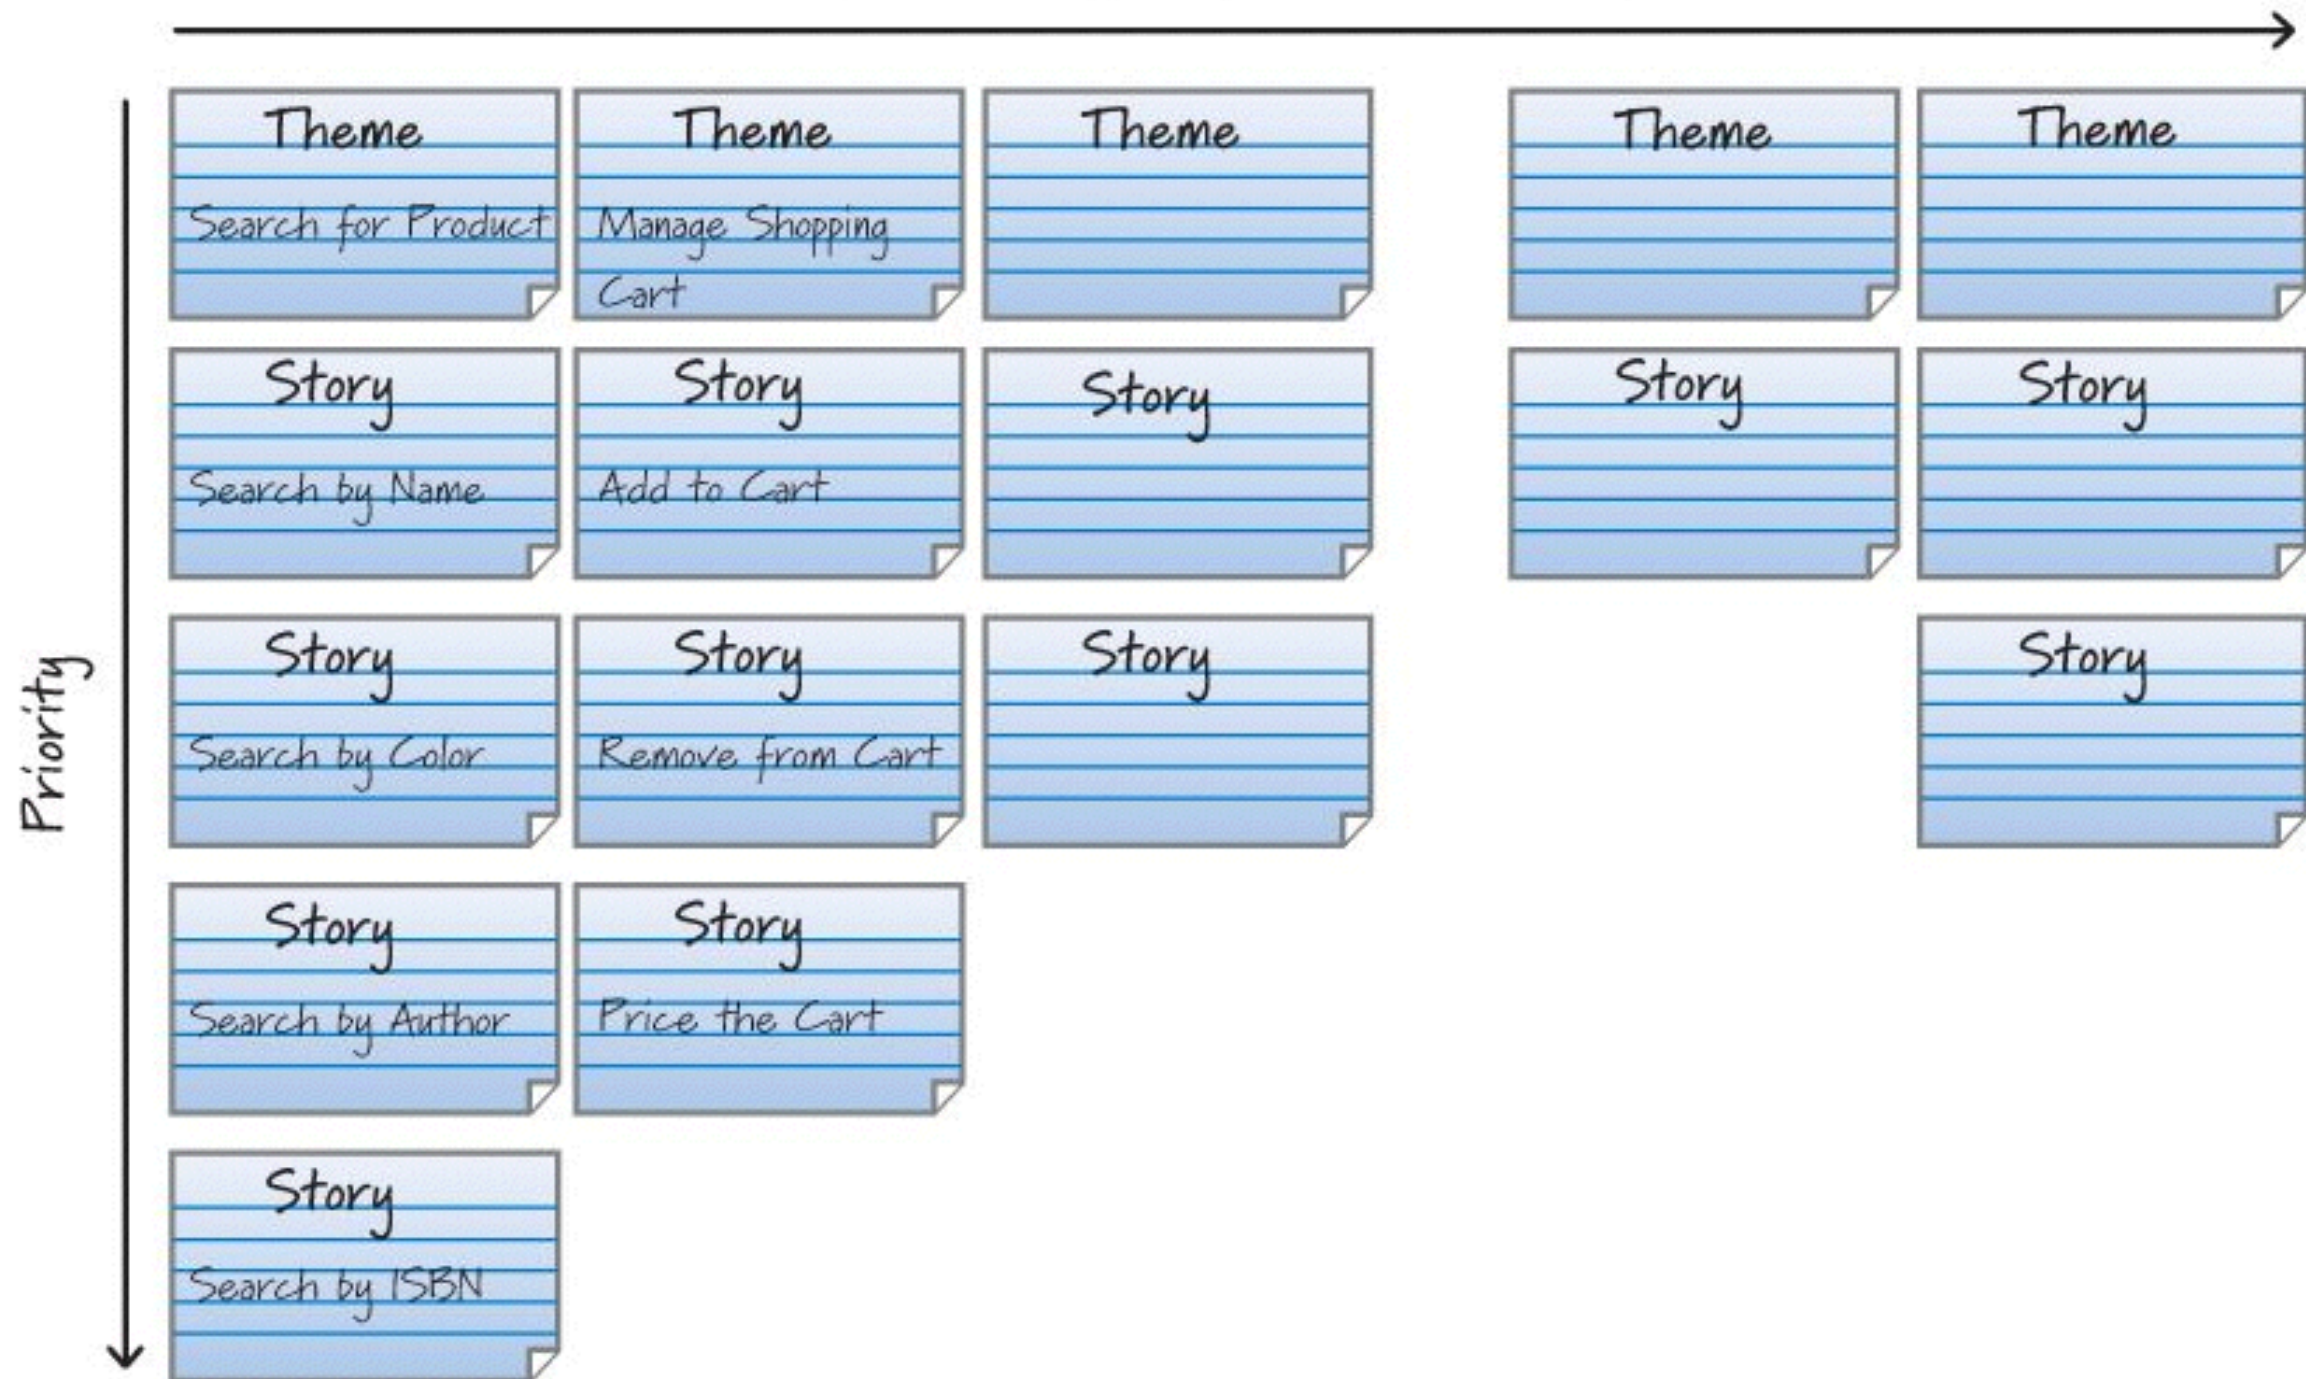 Theme
Theme
Theme
Theme
Theme
Search for Product
Manage Shopping
Cart
Story
Story
Story
Story
Story
Search by Name
Add to Cart
Priority
Story
Story
Story
Story
Search by Color
Remove from Cart
Story
Story
Search by Author
Price the Cart
Story
Search by ISBN